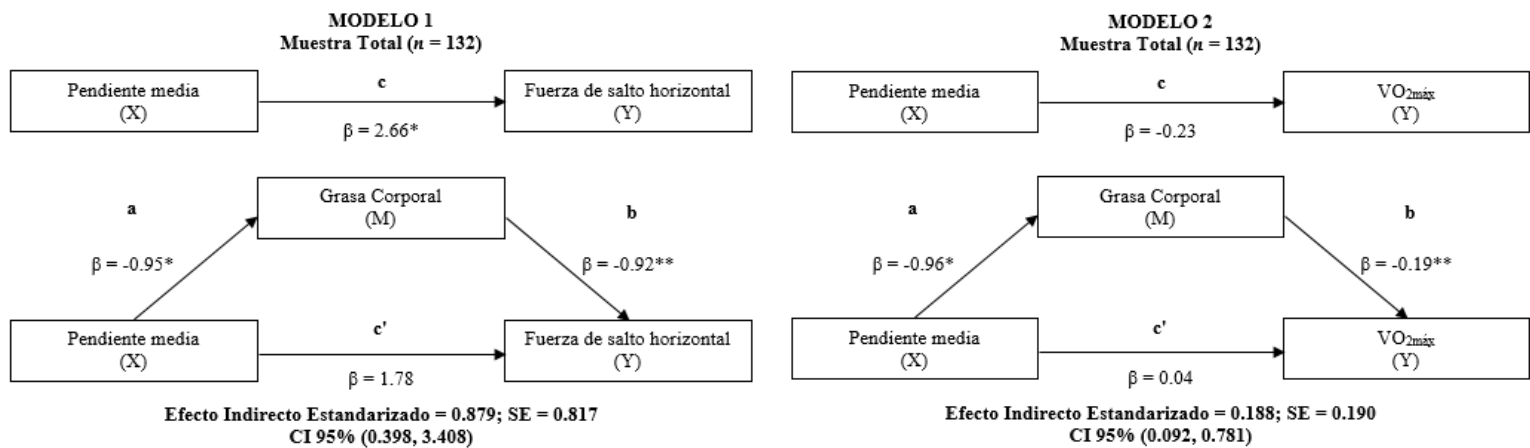 MODELO 1
Muestra Total (n = 132)
Pendiente media
(X)
c
β = 2.66*
Fuerza de salto horizontal
(Y)
Grasa Corporal
(M)
a
b
β = -0.95*
β = -0.92**
Pendiente media
(X)
c'
β = 1.78
Fuerza de salto horizontal
(Y)
Efecto Indirecto Estandarizado = 0.879; SE = 0.817
CI 95% (0.398, 3.408)
MODELO 2
Muestra Total (n = 132)
Pendiente media
(X)
c
β = -0.23
VO2máx
(Y)
Grasa Corporal
(M)
a
b
β = -0.96*
β = -0.19**
Pendiente media
(X)
c'
β = 0.04
VO2máx
(Y)
Efecto Indirecto Estandarizado = 0.188; SE = 0.190
CI 95% (0.092, 0.781)